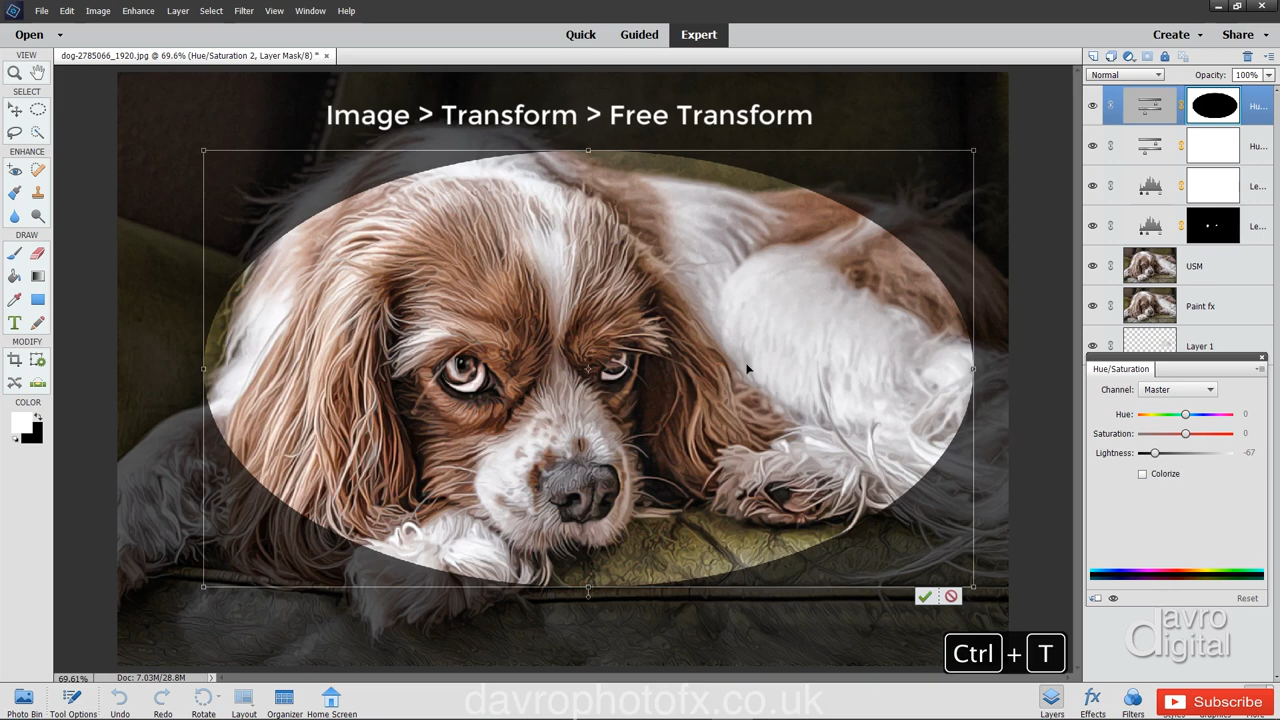 File Edit Image Enhance Layer Select Filter View Window Help
Open Quick Guided Expert Create Share
VIEW
dog-2785066_1920.jpg @ 69.6% (Hue/Saturation 2, Layer Mask/8) * ×
SELECT
ENHANCE
DRAW
MODIFY
COLOR
Image > Transform > Free Transform
Normal Opacity: 100%
Hu...
Hu...
Le...
Le...
USM
Paint fx
Layer 1
Hue/Saturation
Channel: Master
Hue: 0
Saturation: 0
Lightness: -67
Colorize
Reset
davro
digital
Ctrl + T
69.61% Doc: 7.03M/28.8M
davrophotofx.co.uk
Photo Bin Tool Options Undo Redo Rotate Layout Organizer Home Screen Layers Effects Filters
Subscribe